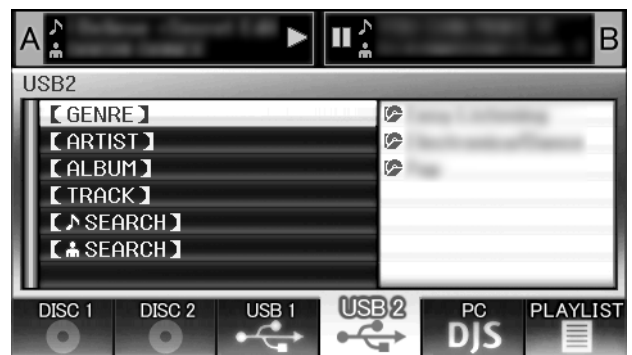 A
B
USB2
【GENRE】
【ARTIST】
【ALBUM】
【TRACK】
【♪SEARCH】
【SEARCH】
DISC 1 DISC 2 USB 1 USB 2 PC PLAYLIST
DJS